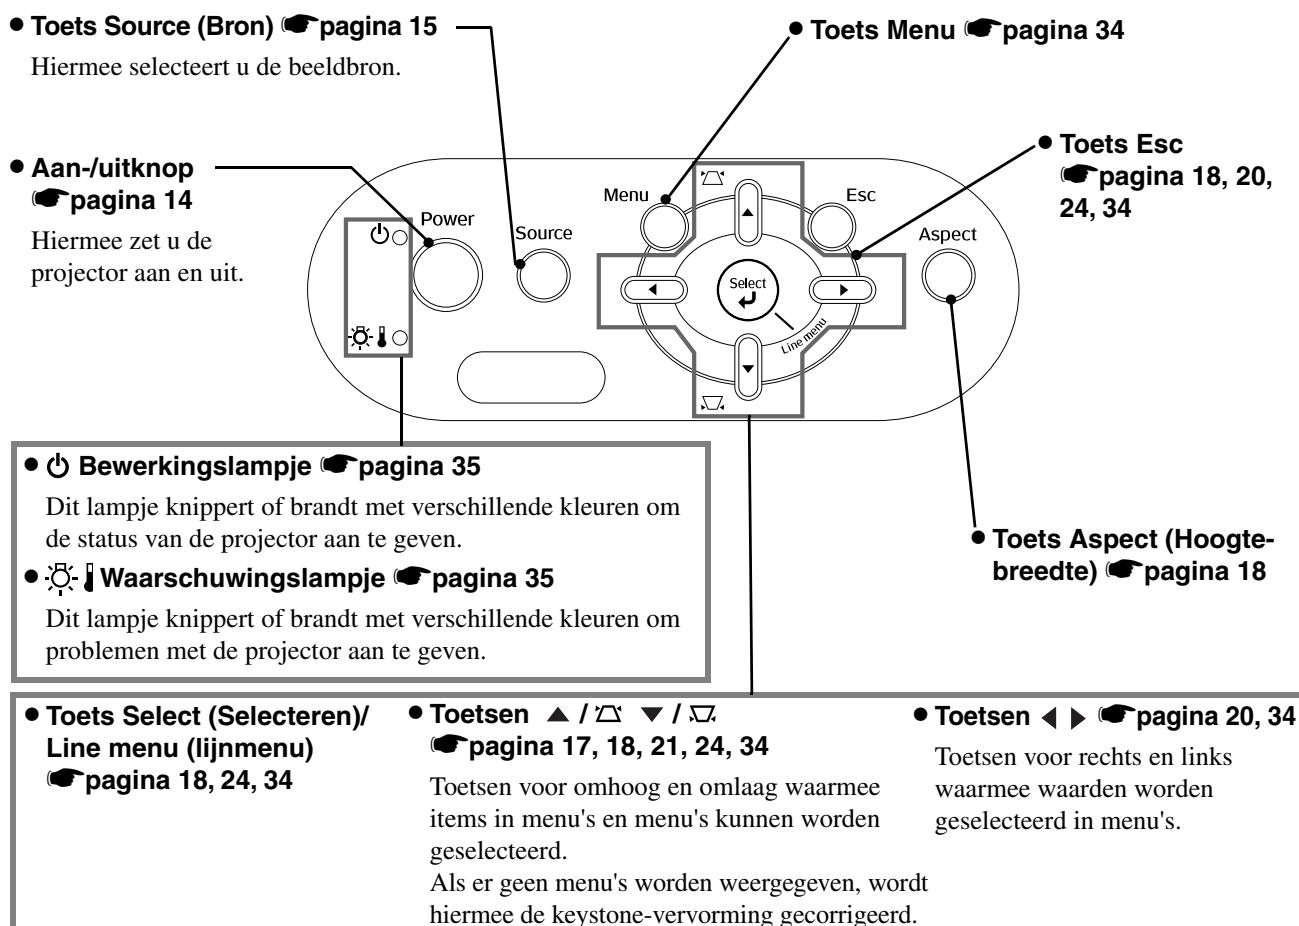 ● Toets Source (Bron) ☛pagina 15
Hiermee selecteert u de beeldbron.
● Toets Menu ☛pagina 34
● Aan-/uitknop
☛pagina 14
Hiermee zet u de
projector aan en uit.
● Toets Esc
☛pagina 18, 20,
24, 34
Menu
Esc
Power
Source
Aspect
Select
Line menu
● Bewerkingslampje ☛pagina 35
Dit lampje knippert of brandt met verschillende kleuren om
de status van de projector aan te geven.
● Waarschuwingslampje ☛pagina 35
Dit lampje knippert of brandt met verschillende kleuren om
problemen met de projector aan te geven.
● Toets Aspect (Hoogte-
breedte) ☛pagina 18
● Toets Select (Selecteren)/
Line menu (lijnmenu)
☛pagina 18, 24, 34
● Toetsen ▲ / ▼ /
☛pagina 17, 18, 21, 24, 34
Toetsen voor omhoog en omlaag waarmee
items in menu's en menu's kunnen worden
geselecteerd.
Als er geen menu's worden weergegeven, wordt
hiermee de keystone-vervorming gecorrigeerd.
● Toetsen ◀ ▶ ☛pagina 20, 34
Toetsen voor rechts en links
waarmee waarden worden
geselecteerd in menu's.